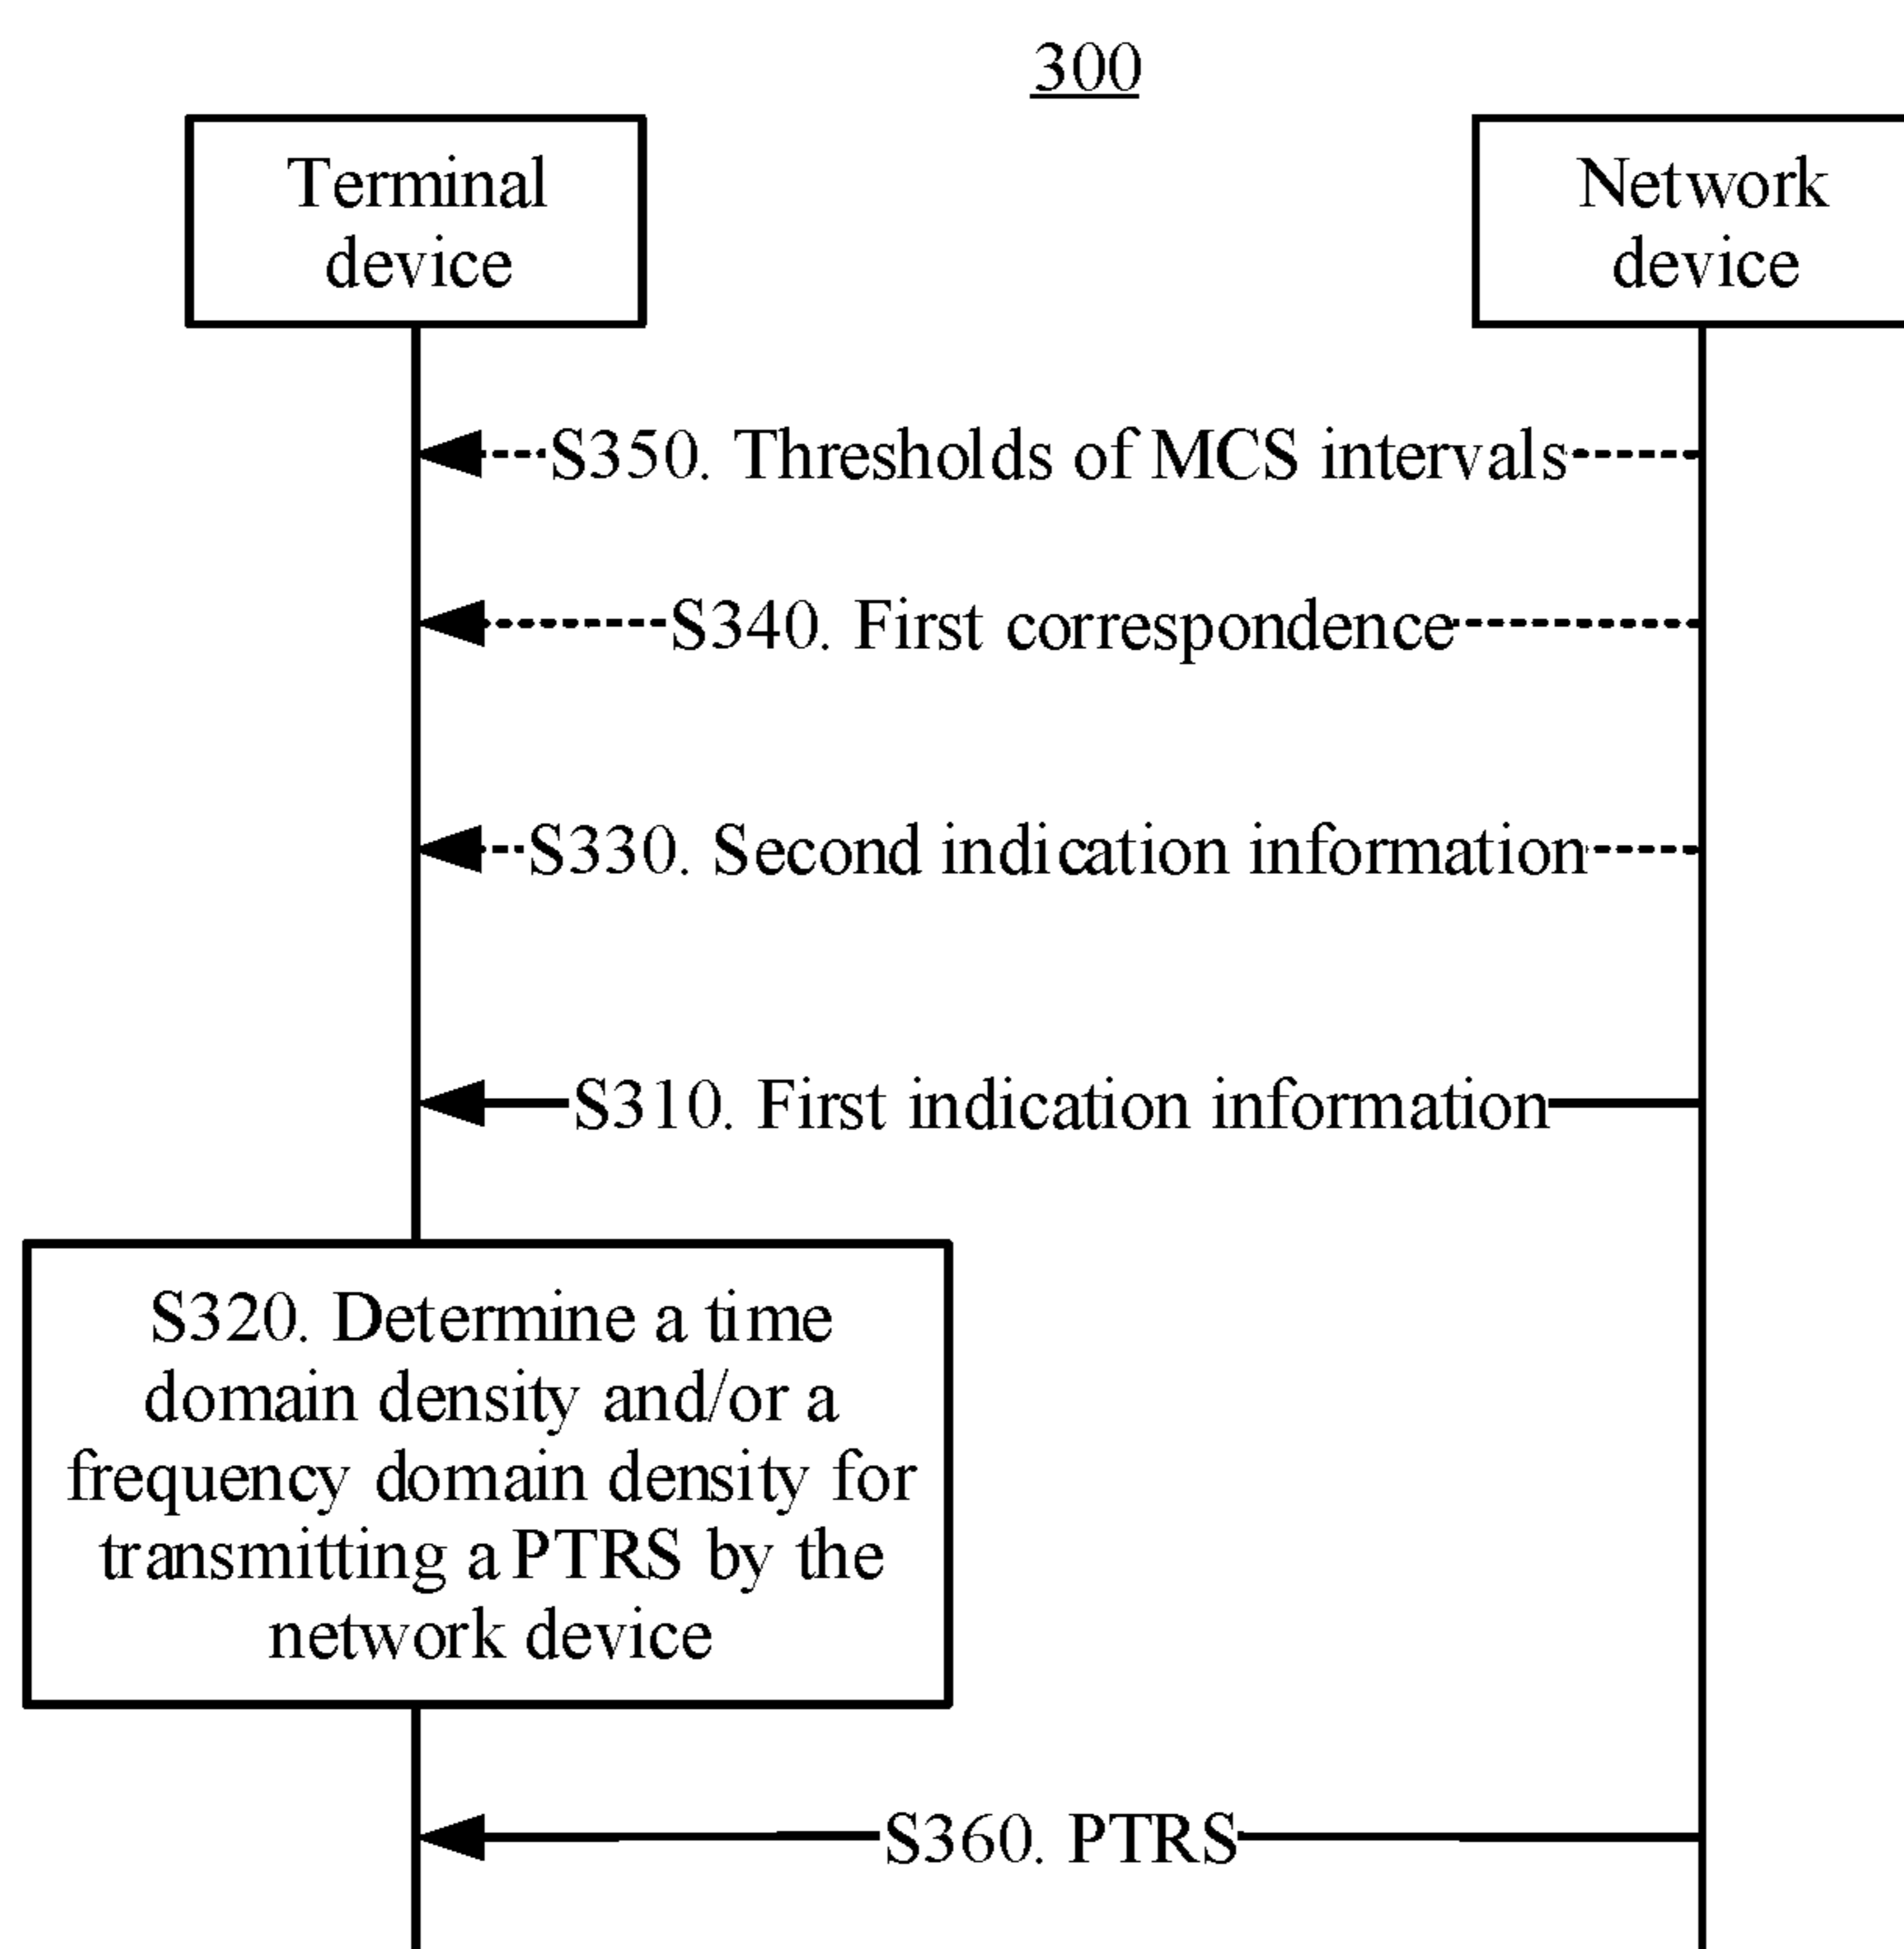 300
Terminal
device
Network
device
S350. Thresholds of MCS intervals
S340. First correspondence
S330. Second indication information
S310. First indication information
S320. Determine a time
domain density and/or a
frequency domain density for
transmitting a PTRS by the
network device
S360. PTRS